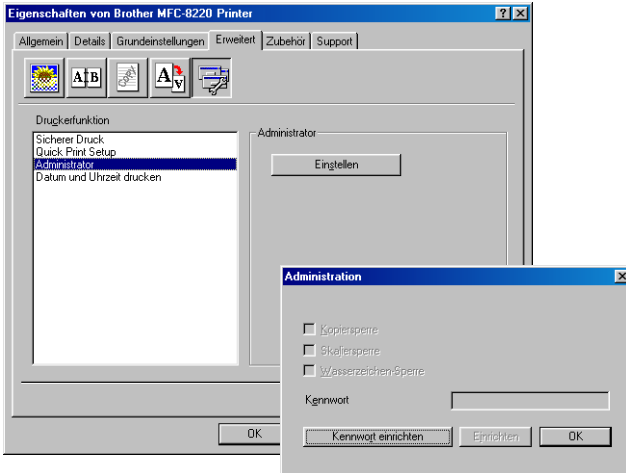 Eigenschaften von Brother MFC-8220 Printer
Allgemein Details Grundeinstellungen Erweitert Zubehör Support
A B A A
Druckerfunktion
Sicherer Druck
Quick Print Setup
Administrator
Datum und Uhrzeit drucken
Administrator
Einstellen
OK
Administration
Kopiersperre
Skaliersperre
Wasserzeichen-Sperre
Kennwort
Kennwort einrichten Einrichten OK